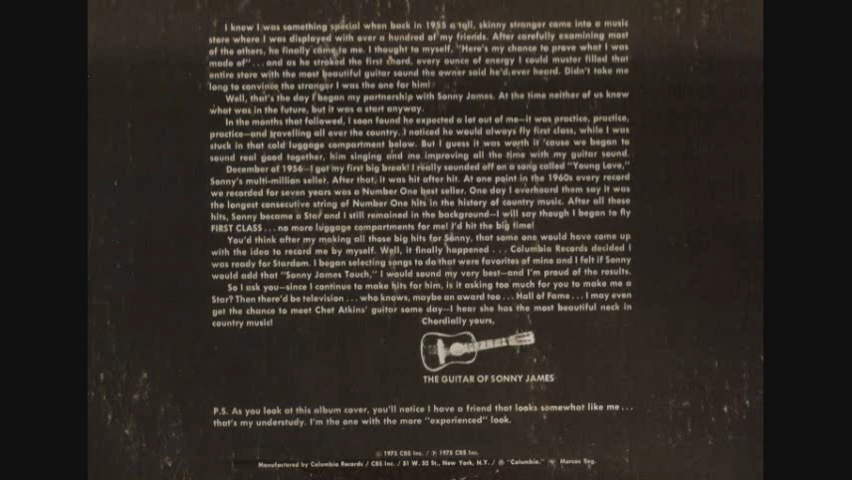 I knew I was something special when back in 1955 a tall, skinny stranger came into a music
store where I was displayed with over a hundred of my friends. After carefully examining most
of the others, he finally came to me. I thought to myself, "Here's my chance to prove what I was
made of"...and as he stroked the first chord, every ounce of energy I could muster filled that
entire store with the most beautiful guitar sound the owner said he'd ever heard. Didn't take me
long to convince the stranger I was the one for him!
Well, that's the day I began my partnership with Sonny James. At the time neither of us knew
what was in the future, but it was a start anyway.
In the months that followed, I soon found he expected a lot out of me—it was practice, practice,
practice—and travelling all over the country. I noticed he would always fly first class, while I was
stuck in that cold luggage compartment below. But I guess it was worth it 'cause we began to
sound real good together, him singing and me improving all the time with my guitar sound.
December of 1956—I got my first big break! I really sounded off on a song called "Young Love,"
Sonny's multi-million seller. After that, it was hit after hit. At one point in the 1960s every record
we recorded for seven years was a Number One best seller. One day I overheard them say it was
the longest consecutive string of Number One hits in the history of country music. After all these
hits, Sonny became a Star and I still remained in the background—I will say though I began to fly
FIRST CLASS...no more luggage compartments for me! I'd hit the big time!
You'd think after my making all those big hits for Sonny, that some one would have come up
with the idea to record me by myself. Well, it finally happened... Columbia Records decided I
was ready for Stardom. I began selecting songs to do that were favorites of mine and I felt if Sonny
would add that "Sonny James Touch," I would sound my very best—and I'm proud of the results.
So I ask you—since I continue to make hits for him, is it asking too much for you to make me a
Star? Then there'd be television...who knows, maybe an award too... Hall of Fame...I may even
get the chance to meet Chet Atkins' guitar some day—I hear she has the most beautiful neck in
country music!
Chordially yours,
THE GUITAR OF SONNY JAMES
P.S. As you look at this album cover, you'll notice I have a friend that looks somewhat like me...
that's my understudy. I'm the one with the more "experienced" look.
© 1975 CBS Inc. / ℗ 1975 CBS Inc.
Manufactured by Columbia Records / CBS Inc. / 51 W. 52 St., New York, N.Y. / ® "Columbia," Marcas Reg.